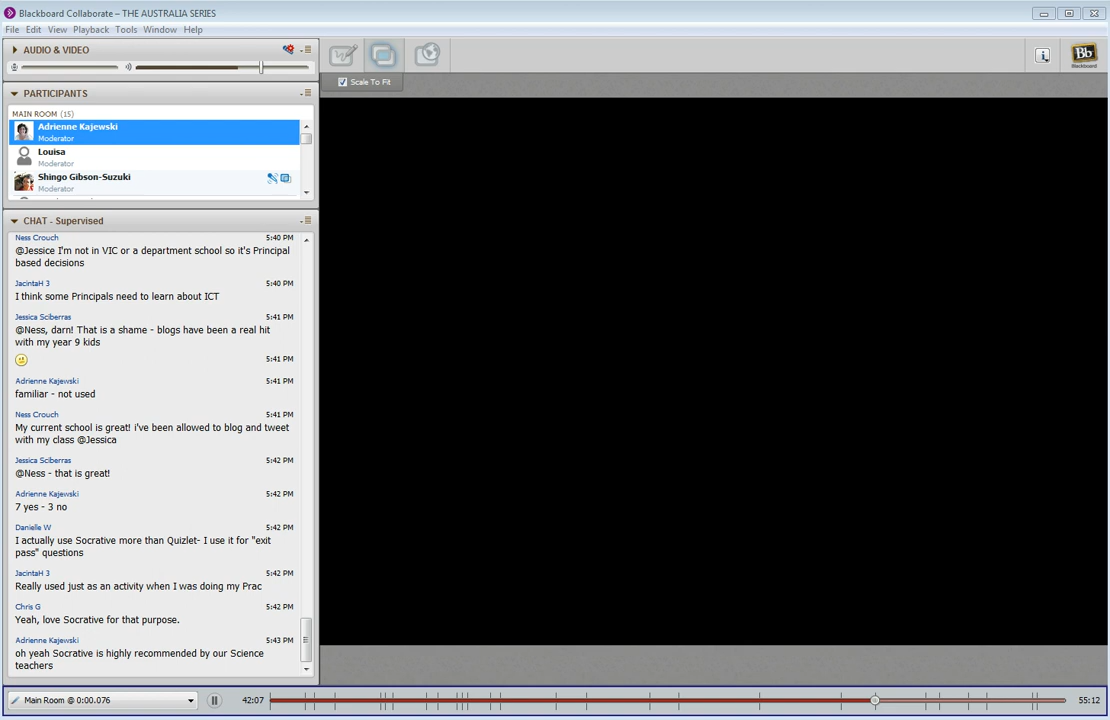 Blackboard Collaborate – THE AUSTRALIA SERIES
File Edit View Playback Tools Window Help
AUDIO & VIDEO
Scale To Fit
Bb
Blackboard
PARTICIPANTS
MAIN ROOM (15)
Adrienne Kajewski
Moderator
Louisa
Moderator
Shingo Gibson-Suzuki
Moderator
CHAT - Supervised
Ness Crouch 5:40 PM
@Jessice I'm not in VIC or a department school so it's Principal
based decisions
JacintaH 3 5:40 PM
I think some Principals need to learn about ICT
Jessica Sciberras 5:41 PM
@Ness, darn! That is a shame - blogs have been a real hit
with my year 9 kids
5:41 PM
Adrienne Kajewski 5:41 PM
familiar - not used
Ness Crouch 5:41 PM
My current school is great! i've been allowed to blog and tweet
with my class @Jessica
Jessica Sciberras 5:42 PM
@Ness - that is great!
Adrienne Kajewski 5:42 PM
7 yes - 3 no
Danielle W 5:42 PM
I actually use Socrative more than Quizlet- I use it for "exit
pass" questions
JacintaH 3 5:42 PM
Really used just as an activity when I was doing my Prac
Chris G 5:42 PM
Yeah, love Socrative for that purpose.
Adrienne Kajewski 5:43 PM
oh yeah Socrative is highly recommended by our Science
teachers
Main Room @ 0:00.076
42:07
55:12